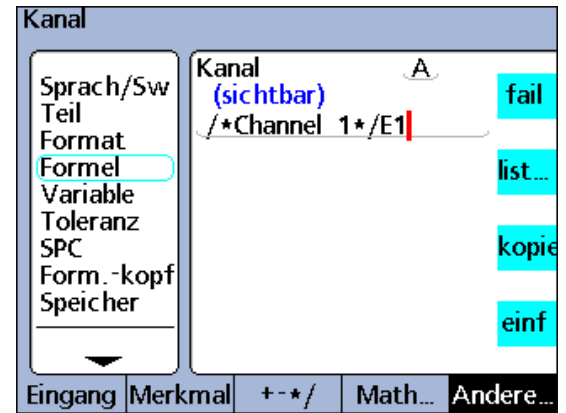 Kanal
Sprach/Sw
Teil
Format
Formel
Variable
Toleranz
SPC
Form.-kopf
Speicher
Kanal A
(sichtbar)
/*Channel 1*/E1
fail
list...
kopie
einf
Eingang Merkmal +-*/ Math... Andere...